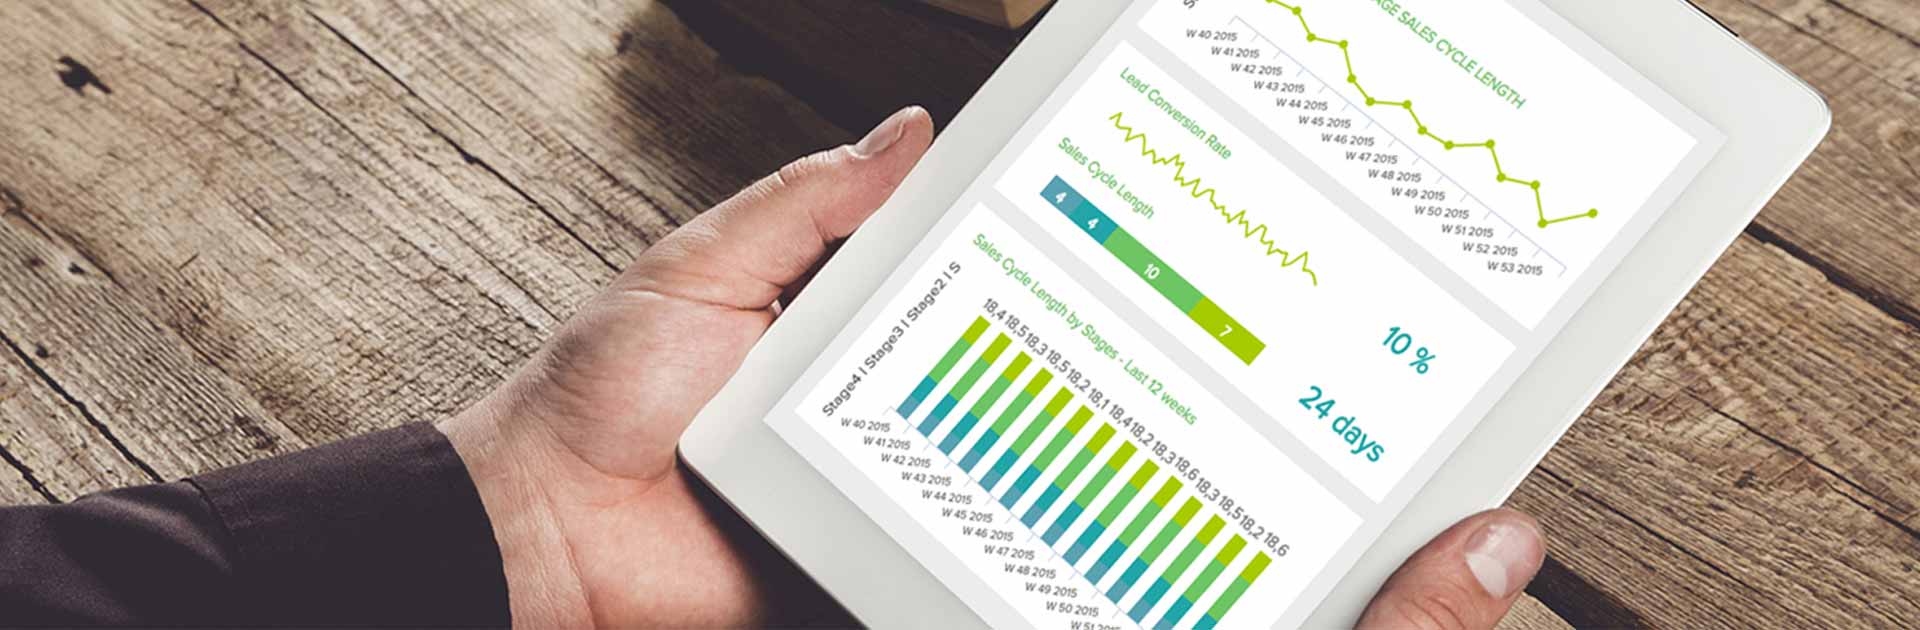 AGE SALES CYCLE LENGTH
W 40 2015
W 41 2015
W 42 2015
W 43 2015
W 44 2015
W 45 2015
W 46 2015
W 47 2015
W 48 2015
W 49 2015
W 50 2015
W 51 2015
W 52 2015
W 53 2015
Lead Conversion Rate
10 %
Sales Cycle Length
4 4 10 7
24 days
Sales Cycle Length by Stages - Last 12 weeks
Stage4 | Stage3 | Stage2 | S
18,4 18,5 18,3 18,5 18,2 18,1 18,4 18,2 18,3 18,6 18,3 18,5 18,2 18,6
W 40 2015
W 41 2015
W 42 2015
W 43 2015
W 44 2015
W 45 2015
W 46 2015
W 47 2015
W 48 2015
W 49 2015
W 50 2015
W 51 2015